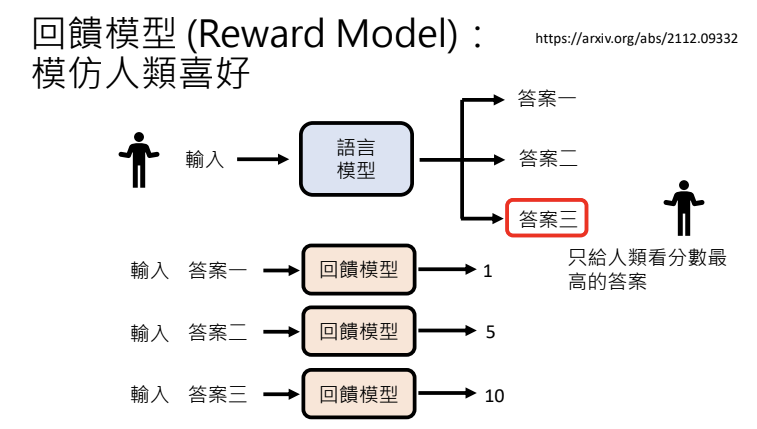 回饋模型 (Reward Model)：
模仿人類喜好
https://arxiv.org/abs/2112.09332
輸入
語言
模型
答案一
答案二
答案三
只給人類看分數最
高的答案
輸入 答案一 回饋模型 1
輸入 答案二 回饋模型 5
輸入 答案三 回饋模型 10